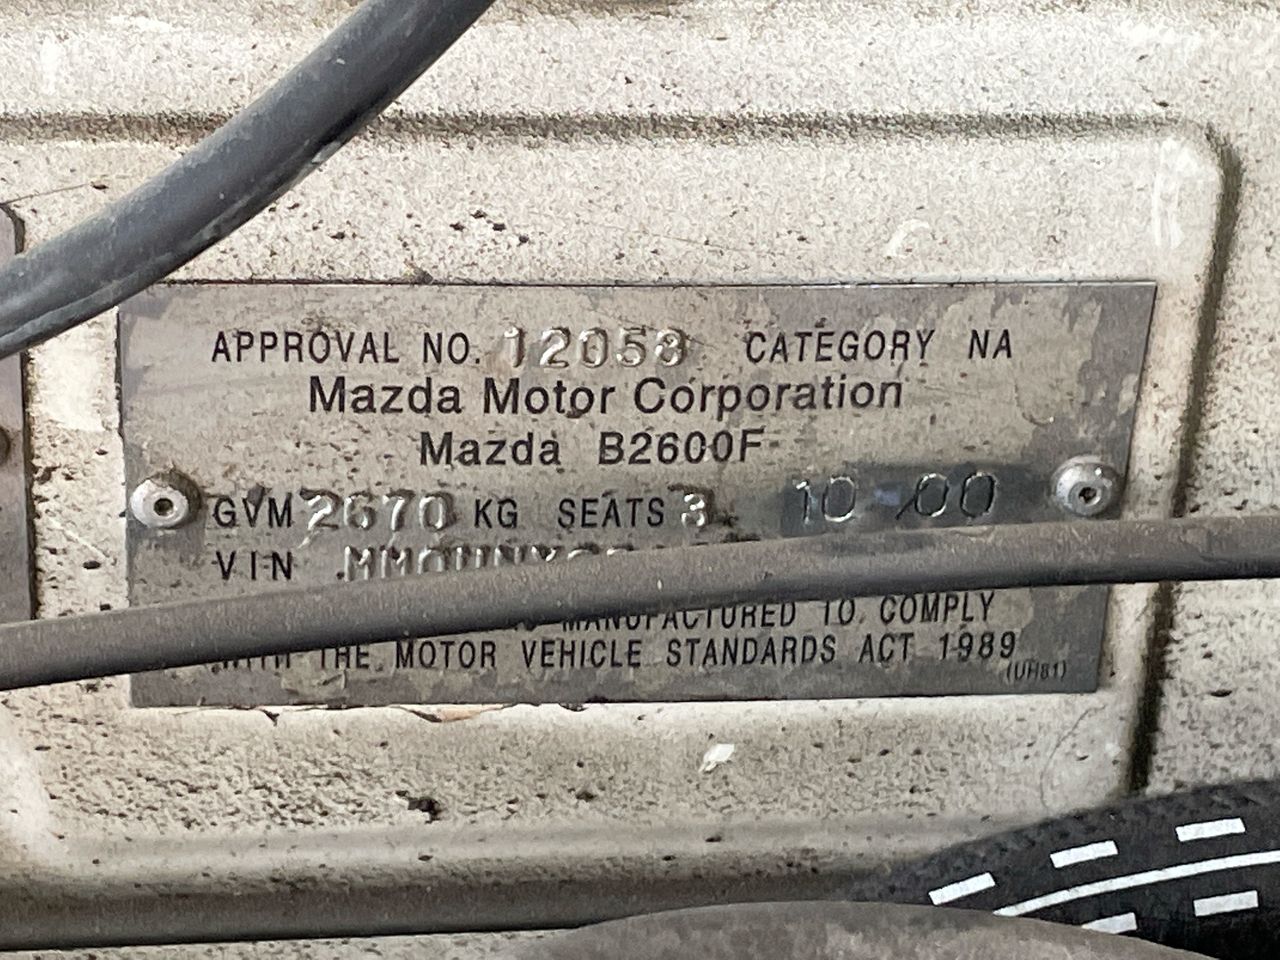 APPROVAL NO. 12058 CATEGORY NA
Mazda Motor Corporation
Mazda B2600F
GVM 2670 KG SEATS 3 10 00
VIN
MANUFACTURED TO COMPLY
WITH THE MOTOR VEHICLE STANDARDS ACT 1989
(UH81)